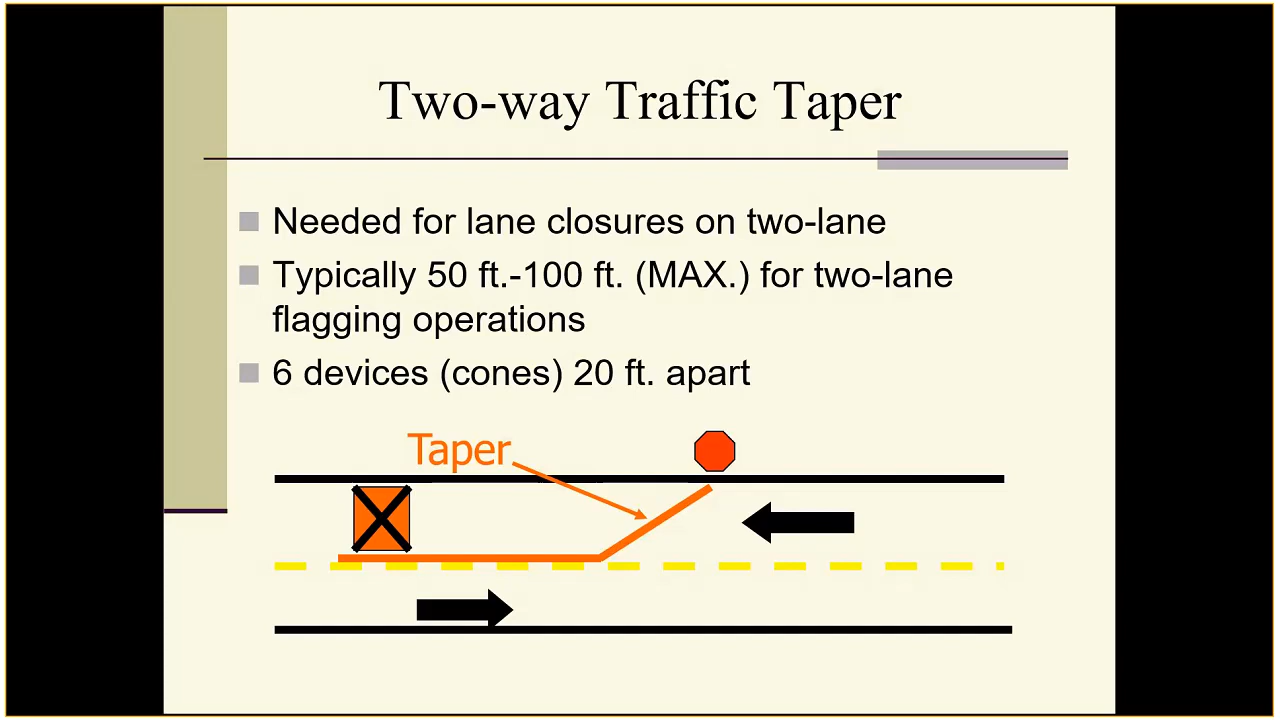 Two-way Traffic Taper
Needed for lane closures on two-lane
Typically 50 ft.-100 ft. (MAX.) for two-lane
flagging operations
6 devices (cones) 20 ft. apart
Taper